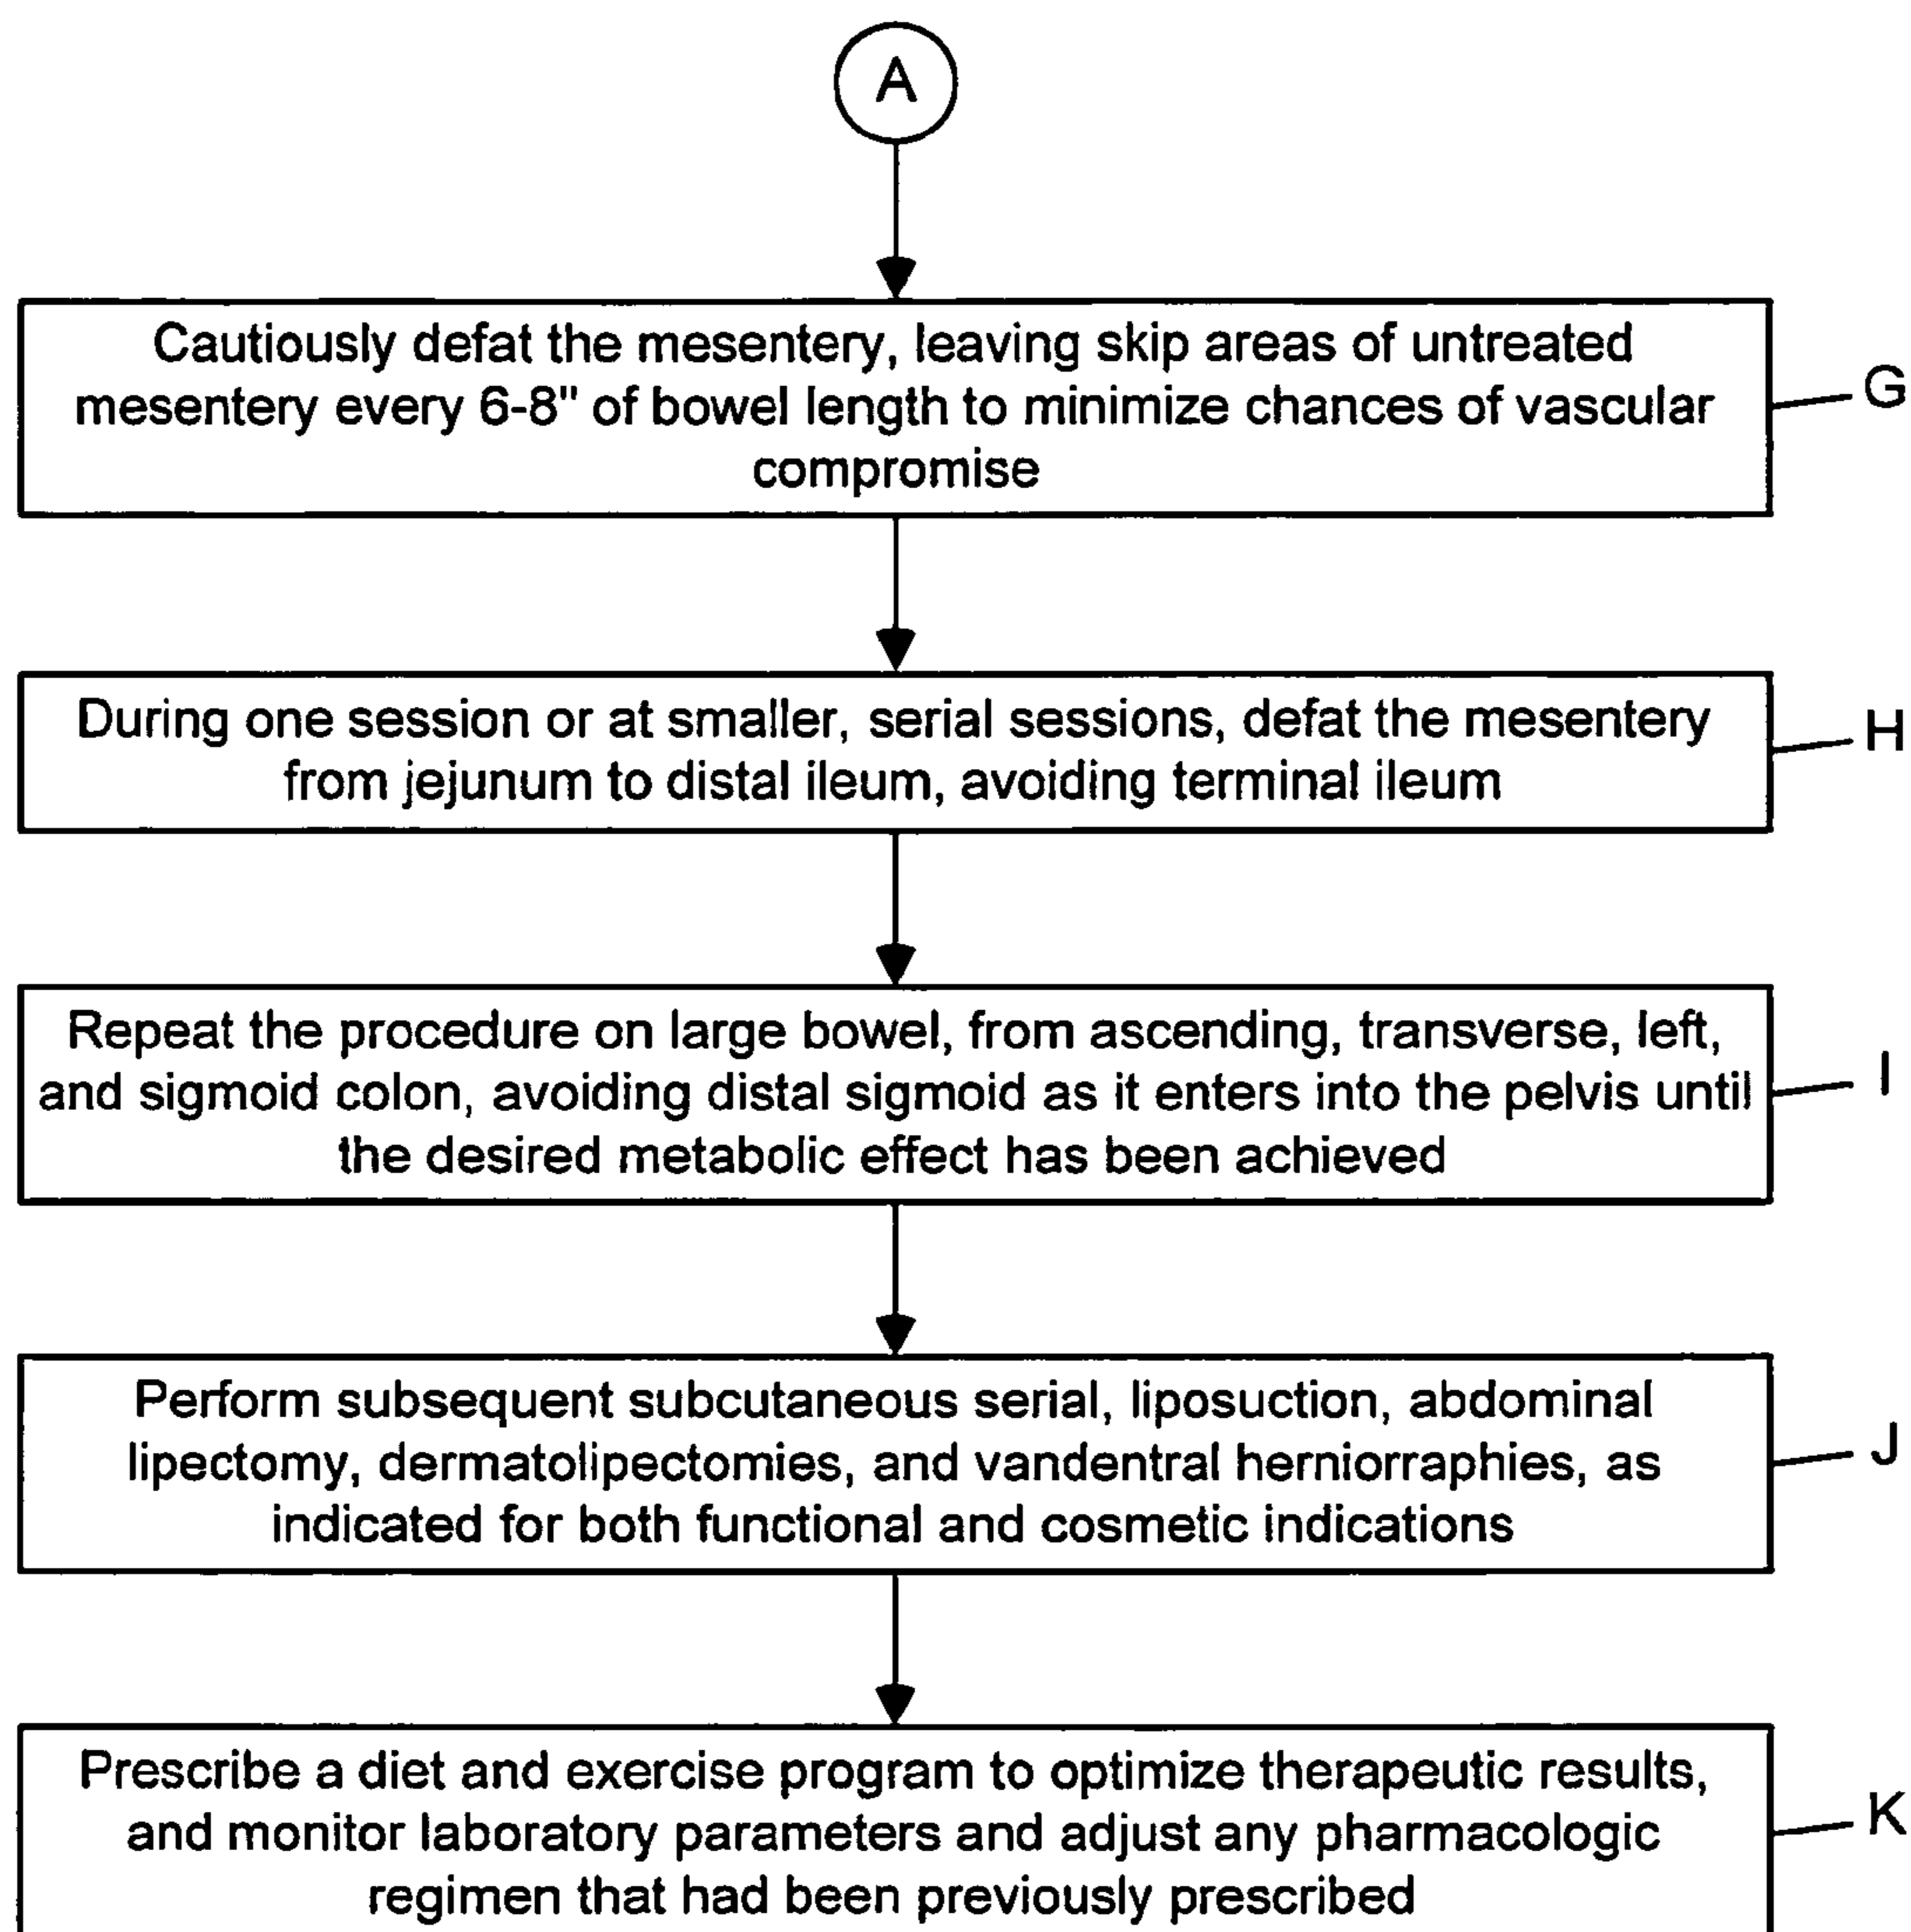 A
Cautiously defat the mesentery, leaving skip areas of untreated
mesentery every 6-8" of bowel length to minimize chances of vascular
compromise
G
During one session or at smaller, serial sessions, defat the mesentery
from jejunum to distal ileum, avoiding terminal ileum
H
Repeat the procedure on large bowel, from ascending, transverse, left,
and sigmoid colon, avoiding distal sigmoid as it enters into the pelvis until
the desired metabolic effect has been achieved
I
Perform subsequent subcutaneous serial, liposuction, abdominal
lipectomy, dermatolipectomies, and vandentral herniorraphies, as
indicated for both functional and cosmetic indications
J
Prescribe a diet and exercise program to optimize therapeutic results,
and monitor laboratory parameters and adjust any pharmacologic
regimen that had been previously prescribed
K